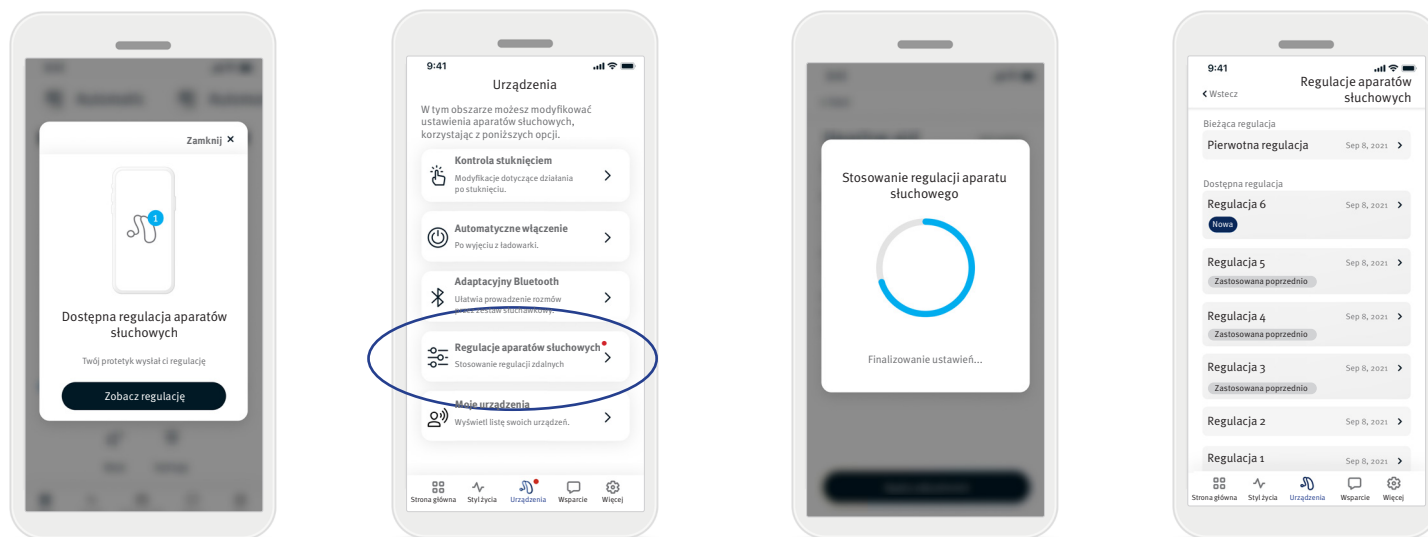 Zamknij ×
1
Dostępna regulacja aparatów
słuchowych
Twój protetyk wysłał ci regulację
Zobacz regulację
9:41
Urządzenia
W tym obszarze możesz modyfikować
ustawienia aparatów słuchowych,
korzystając z poniższych opcji.
Kontrola stuknięciem
Modyfikacje dotyczące działania
po stuknięciu.
Automatyczne włączenie
Po wyjęciu z ładowarki.
Adaptacyjny Bluetooth
Ułatwia prowadzenie rozmów
przez zestaw słuchawkowy.
Regulacje aparatów słuchowych
Stosowanie regulacji zdalnych
Moje urządzenia
Wyświetl listę swoich urządzeń.
Strona główna Styl życia Urządzenia Wsparcie Więcej
Stosowanie regulacji aparatu
słuchowego
Finalizowanie ustawień...
9:41
Wstecz
Regulacje aparatów
słuchowych
Bieżąca regulacja
Pierwotna regulacja Sep 8, 2021
Dostępna regulacja
Regulacja 6 Sep 8, 2021
Nowa
Regulacja 5 Sep 8, 2021
Zastosowana poprzednio
Regulacja 4 Sep 8, 2021
Zastosowana poprzednio
Regulacja 3 Sep 8, 2021
Zastosowana poprzednio
Regulacja 2 Sep 8, 2021
Regulacja 1 Sep 8, 2021
Strona główna Styl życia Urządzenia Wsparcie Więcej